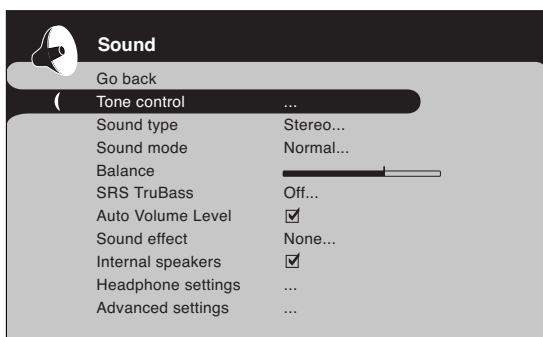 Sound
Go back
Tone control ...
Sound type Stereo...
Sound mode Normal...
Balance
SRS TruBass Off...
Auto Volume Level
Sound effect None...
Internal speakers
Headphone settings ...
Advanced settings ...